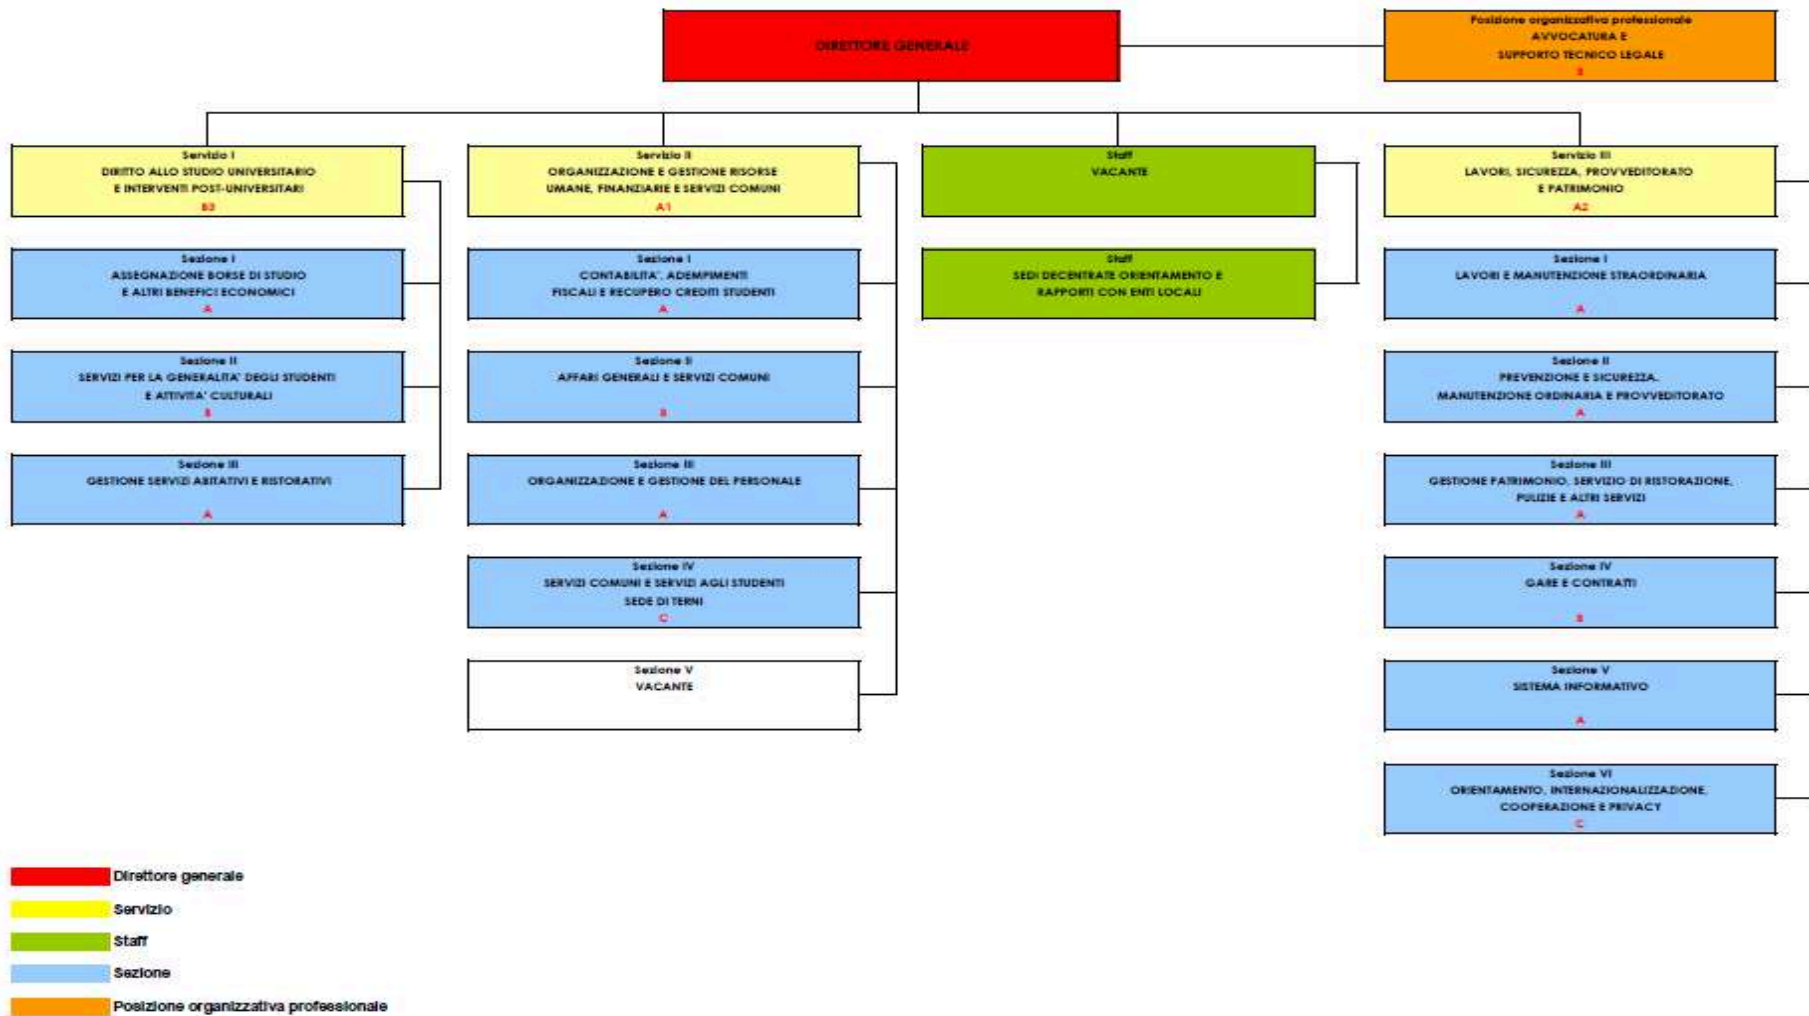 DIRETTORE GENERALE
Posizione organizzativa professionale
AVVOCATURA E
SUPPORTO TECNICO LEGALE
B
Servizio I
DIRITTO ALLO STUDIO UNIVERSITARIO
E INTERVENTI POST-UNIVERSITARI
Sezione I
ASSEGNAZIONE BORSE DI STUDIO
E ALTRI BENEFICI ECONOMICI
A
Sezione II
SERVIZI PER LA GENERALITA' DEGLI STUDENTI
E ATTIVITA' CULTURALI
B
Sezione III
GESTIONE SERVIZI ABITATIVI E RISTORATIVI
A
Servizio II
ORGANIZZAZIONE E GESTIONE RISORSE
UMANE, FINANZIARIE E SERVIZI COMUNI
A1
Sezione I
CONTABILITA', ADEMPIMENTI
FISCALI E RECUPERO CREDITI STUDENTI
A
Sezione II
AFFARI GENERALI E SERVIZI COMUNI
B
Sezione III
ORGANIZZAZIONE E GESTIONE DEL PERSONALE
A
Sezione IV
SERVIZI COMUNI E SERVIZI AGLI STUDENTI
SEDE DI TERNI
C
Sezione V
VACANTE
Staff
VACANTE
Staff
SEDI DECENTRATE ORIENTAMENTO E
RAPPORTI CON ENTI LOCALI
Servizio III
LAVORI, SICUREZZA, PROVVEDITORATO
E PATRIMONIO
A2
Sezione I
LAVORI E MANUTENZIONE STRAORDINARIA
A
Sezione II
PREVENZIONE E SICUREZZA,
MANUTENZIONE ORDINARIA E PROVVEDITORATO
A
Sezione III
GESTIONE PATRIMONIO, SERVIZIO DI RISTORAZIONE,
PULIZIE E ALTRI SERVIZI
A
Sezione IV
GARE E CONTRATTI
B
Sezione V
SISTEMA INFORMATIVO
A
Sezione VI
ORIENTAMENTO, INTERNAZIONALIZZAZIONE,
COOPERAZIONE E PRIVACY
C
Direttore generale
Servizio
Staff
Sezione
Posizione organizzativa professionale